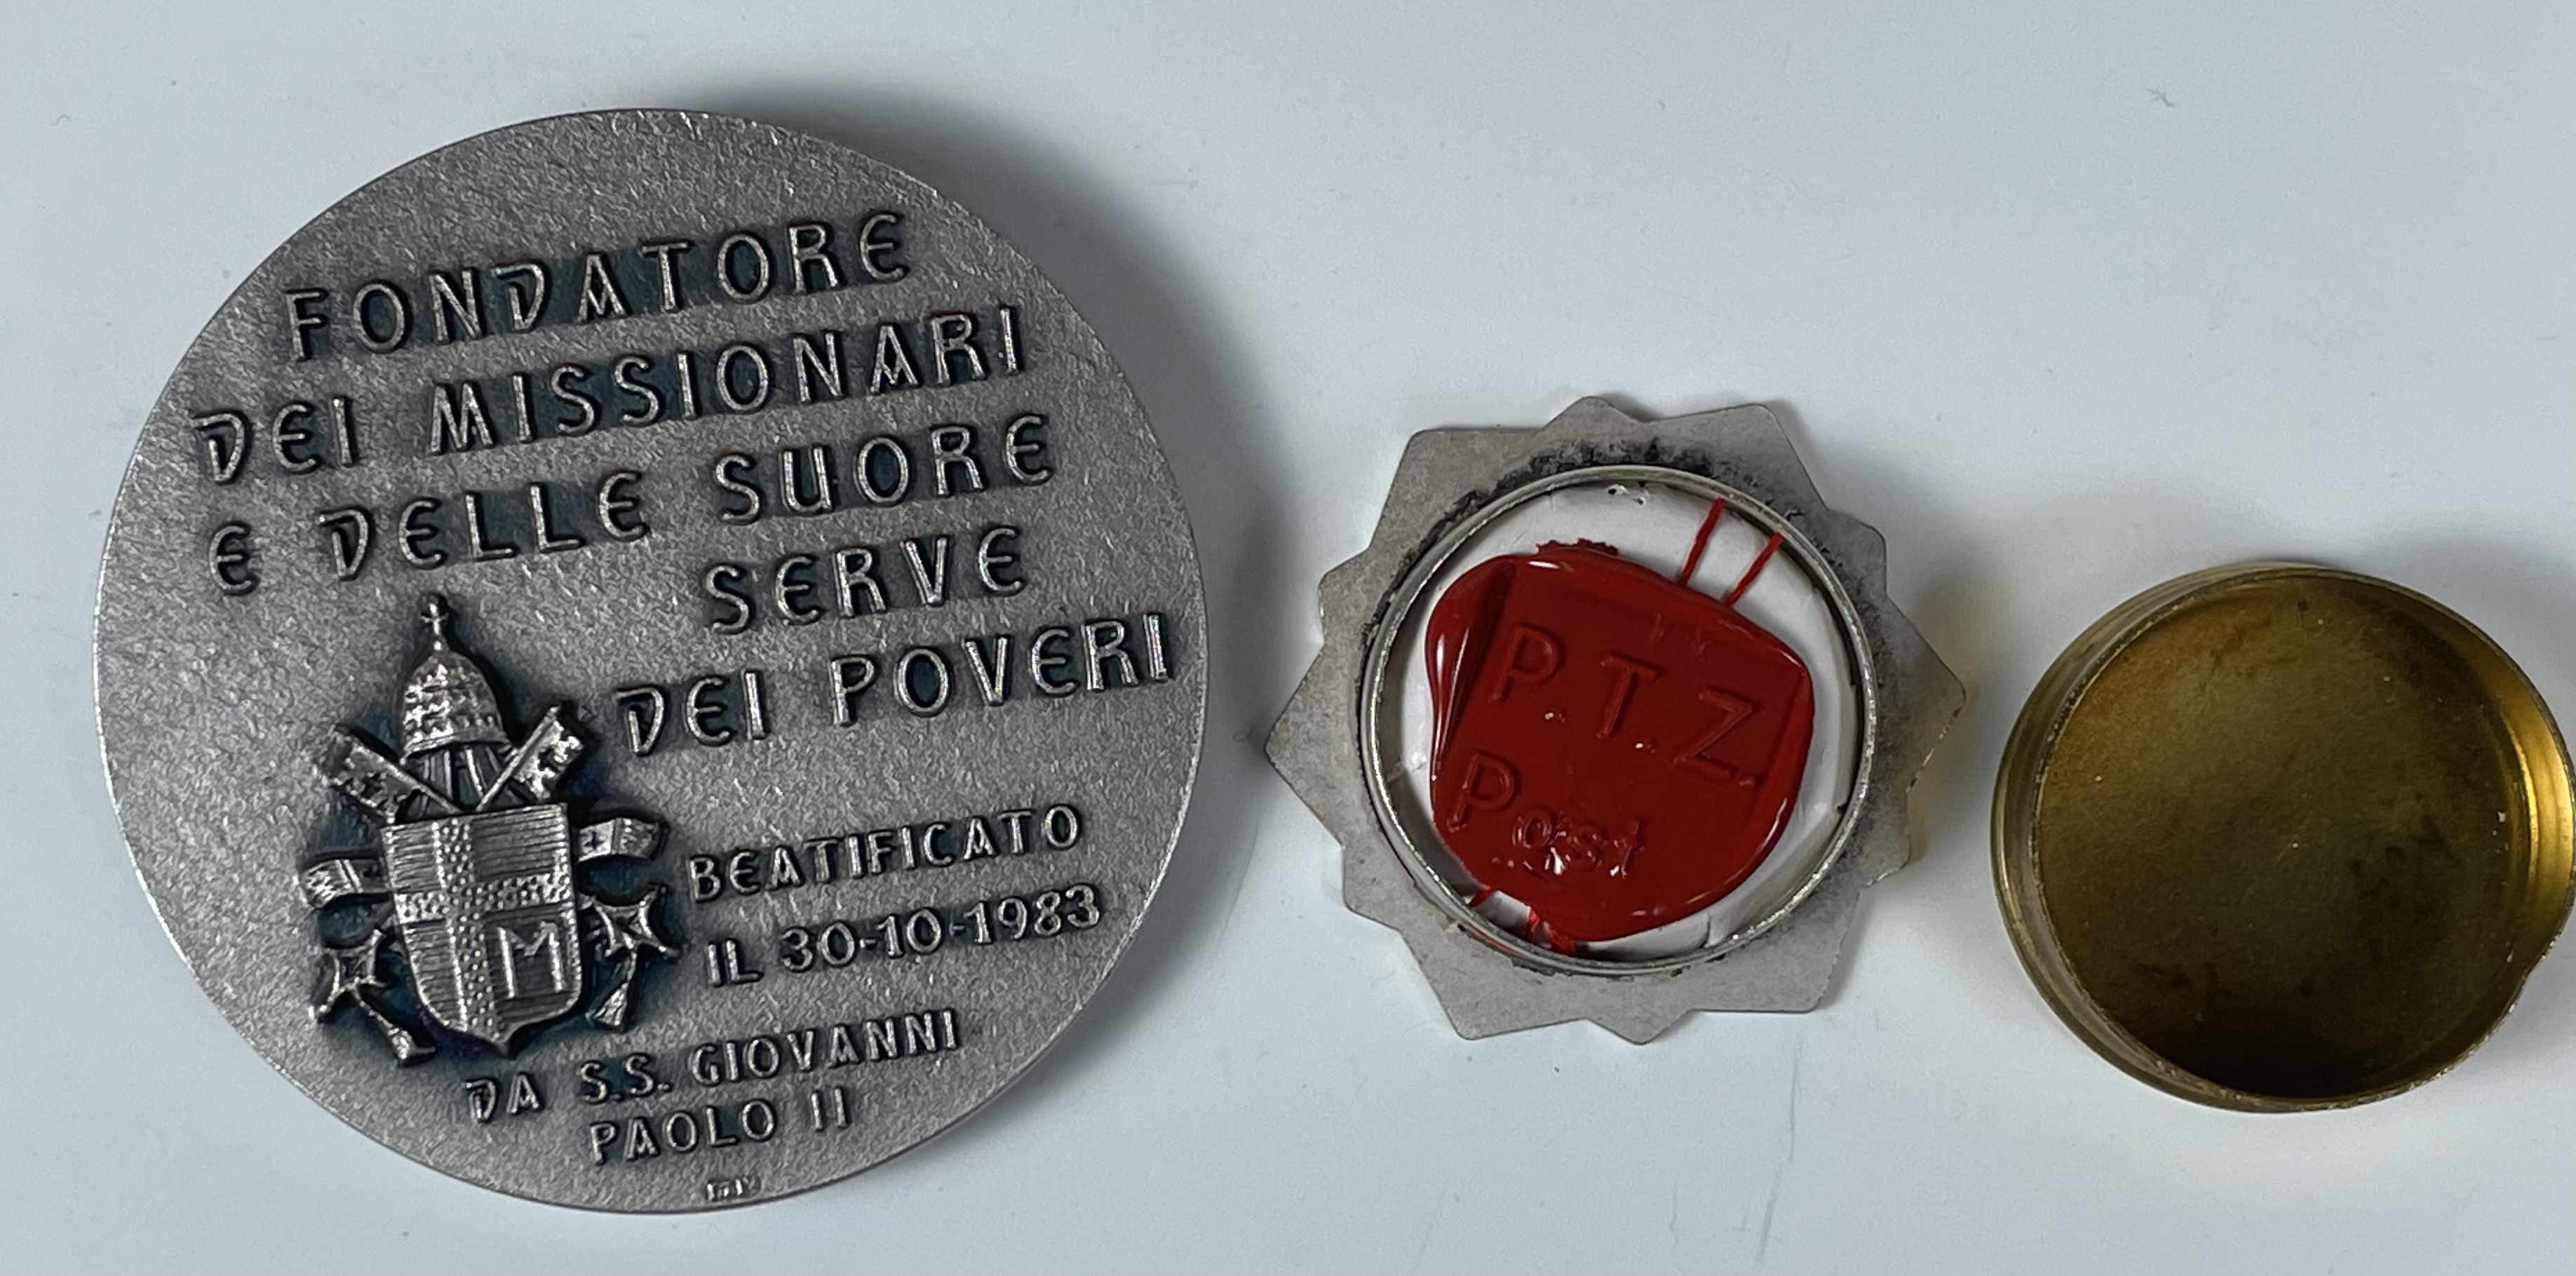 FONDATORE
DEI MISSIONARI
E DELLE SUORE
SERVE
DEI POVERI
M
BEATIFICATO
IL 30-10-1983
DA S.S. GIOVANNI
PAOLO II
P.T.Z.
Post